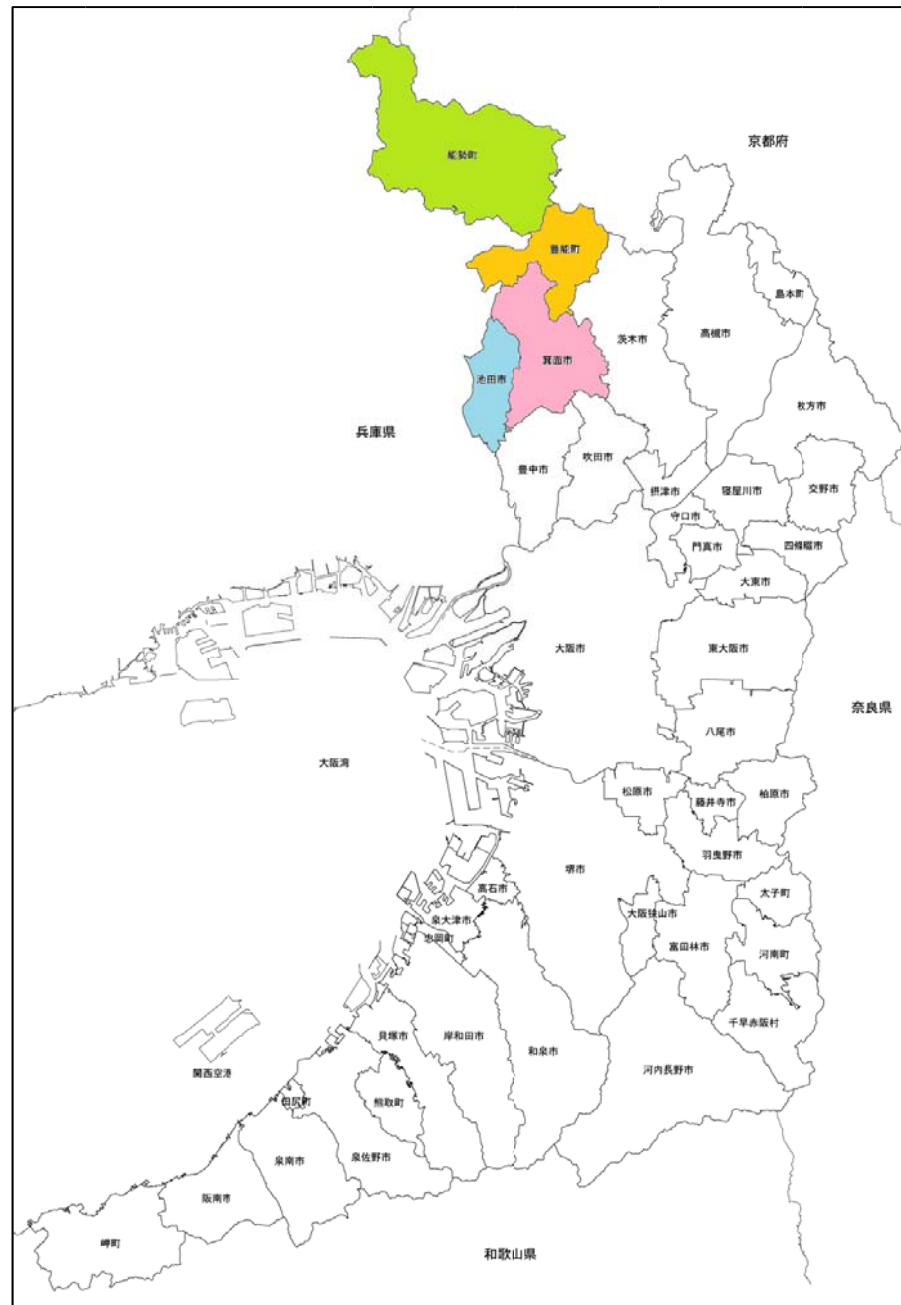 京都府
能勢町
豊能町
島本町
茨木市
高槻市
箕面市
池田市
枚方市
兵庫県
豊中市
吹田市
摂津市
寝屋川市
交野市
守口市
門真市
四條畷市
大東市
大阪市
東大阪市
奈良県
八尾市
大阪湾
松原市
藤井寺市
柏原市
羽曳野市
堺市
高石市
太子町
泉大津市
大阪狭山市
忠岡町
富田林市
河南町
千早赤阪村
貝塚市
岸和田市
和泉市
関西空港
河内長野市
田尻町
熊取町
泉南市
泉佐野市
阪南市
岬町
和歌山県